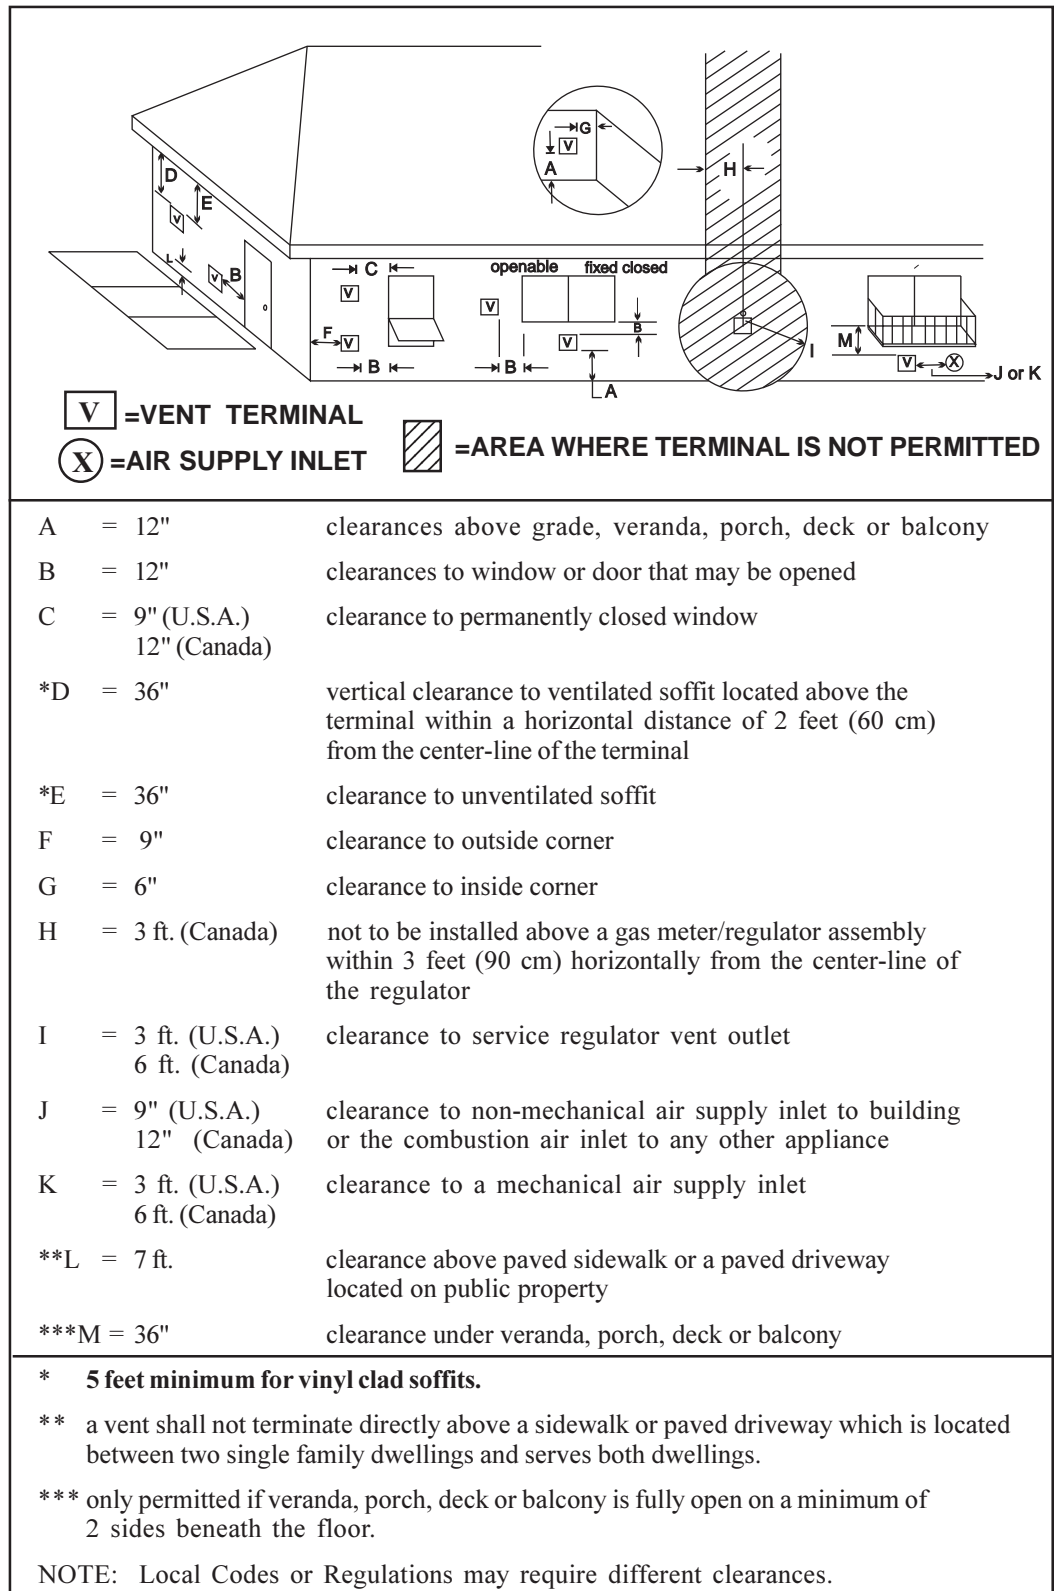 G
V
A
H
D
E
V
L
V
B
C
openable
fixed closed
V
V
F
V
B
V
B
B
A
I
M
V
X
J or K
V =VENT TERMINAL
X =AIR SUPPLY INLET
=AREA WHERE TERMINAL IS NOT PERMITTED
A = 12" clearances above grade, veranda, porch, deck or balcony
B = 12" clearances to window or door that may be opened
C = 9" (U.S.A.) clearance to permanently closed window
12" (Canada)
*D = 36" vertical clearance to ventilated soffit located above the
terminal within a horizontal distance of 2 feet (60 cm)
from the center-line of the terminal
*E = 36" clearance to unventilated soffit
F = 9" clearance to outside corner
G = 6" clearance to inside corner
H = 3 ft. (Canada) not to be installed above a gas meter/regulator assembly
within 3 feet (90 cm) horizontally from the center-line of
the regulator
I = 3 ft. (U.S.A.) clearance to service regulator vent outlet
6 ft. (Canada)
J = 9" (U.S.A.) clearance to non-mechanical air supply inlet to building
12" (Canada) or the combustion air inlet to any other appliance
K = 3 ft. (U.S.A.) clearance to a mechanical air supply inlet
6 ft. (Canada)
**L = 7 ft. clearance above paved sidewalk or a paved driveway
located on public property
***M = 36" clearance under veranda, porch, deck or balcony
* 5 feet minimum for vinyl clad soffits.
** a vent shall not terminate directly above a sidewalk or paved driveway which is located
between two single family dwellings and serves both dwellings.
*** only permitted if veranda, porch, deck or balcony is fully open on a minimum of
2 sides beneath the floor.
NOTE: Local Codes or Regulations may require different clearances.